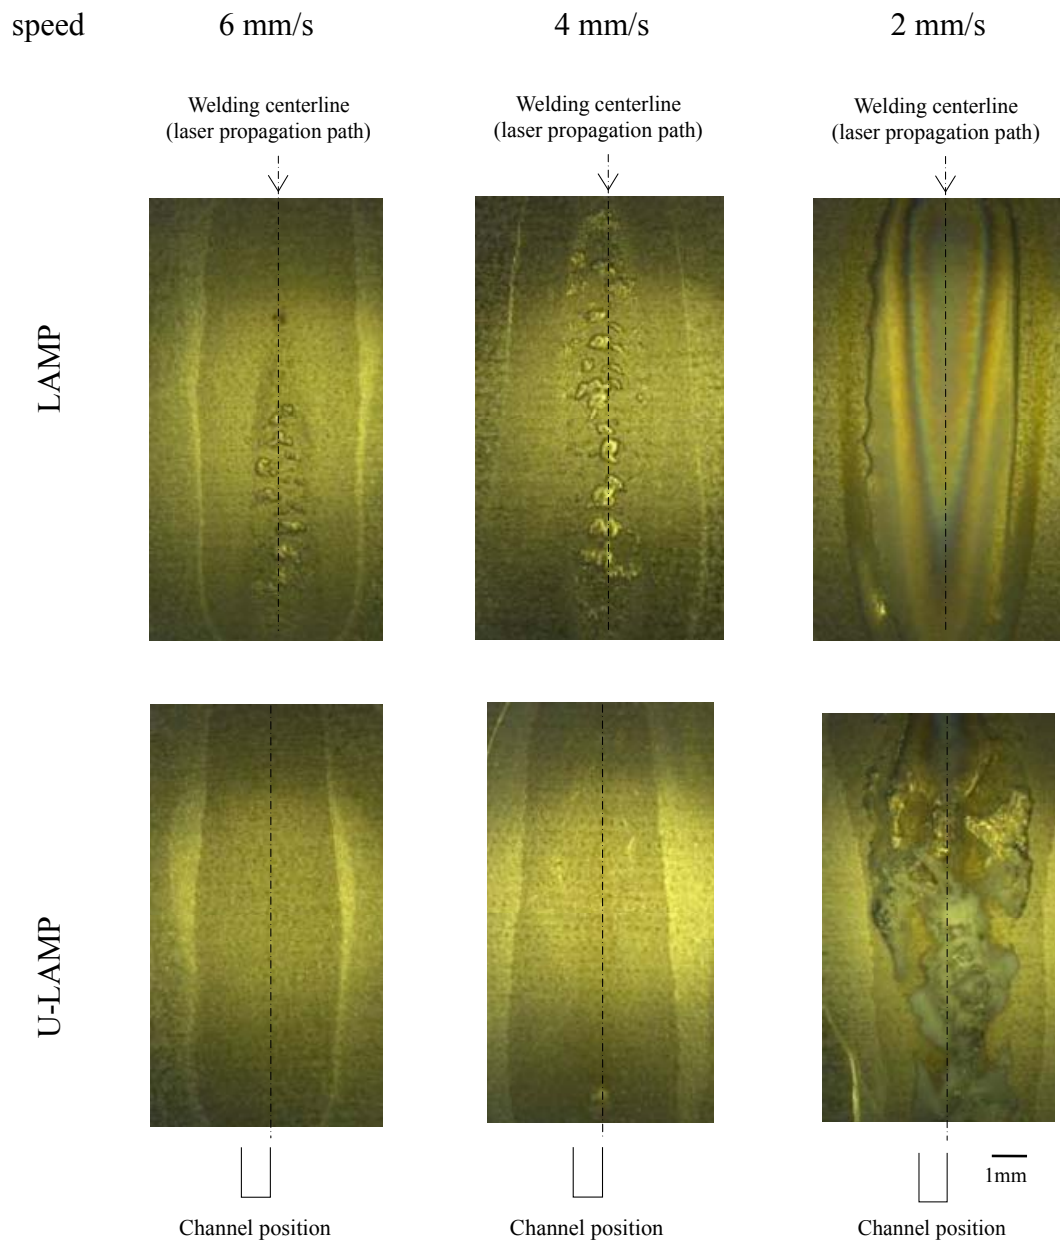 speed 6 mm/s 4 mm/s 2 mm/s
Welding centerline
(laser propagation path)
Welding centerline
(laser propagation path)
Welding centerline
(laser propagation path)
LAMP
U-LAMP
1mm
Channel position
Channel position
Channel position